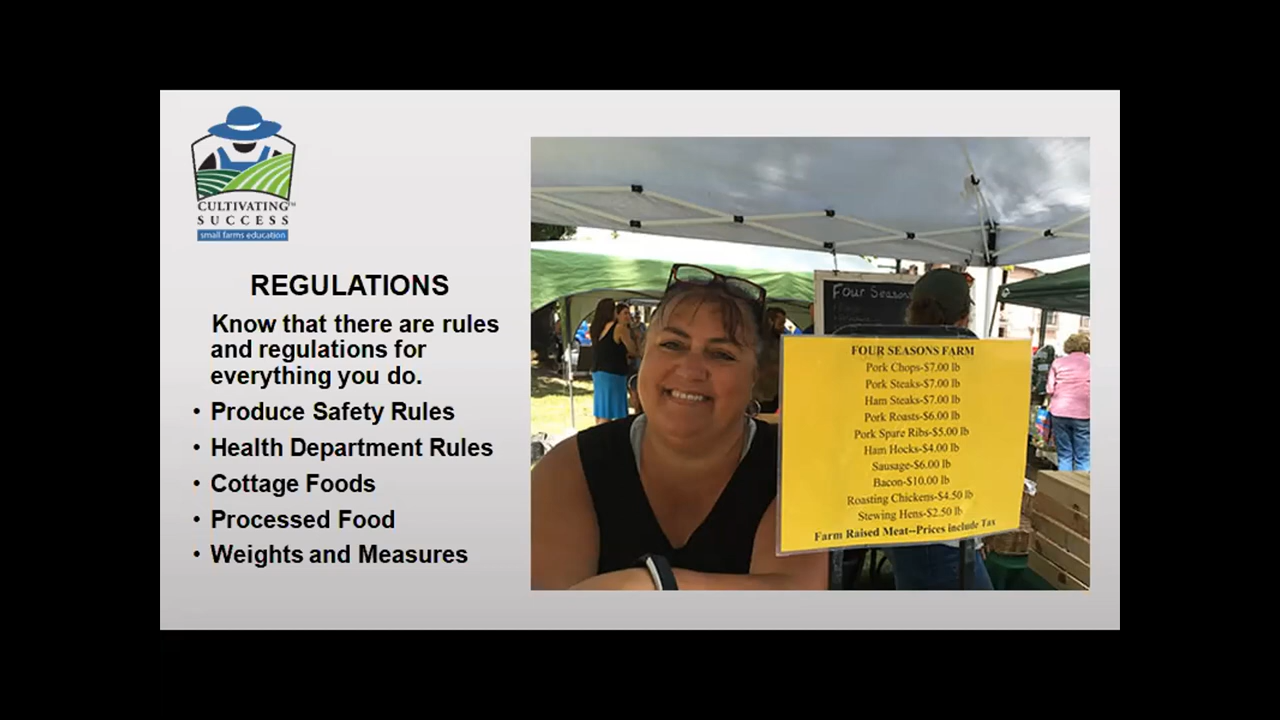 CULTIVATING™
SUCCESS
small farms education
REGULATIONS
Know that there are rules
and regulations for
everything you do.
• Produce Safety Rules
• Health Department Rules
• Cottage Foods
• Processed Food
• Weights and Measures
Four Seasons
FOUR SEASONS FARM
Pork Chops-$7.00 lb
Pork Steaks-$7.00 lb
Ham Steaks-$7.00 lb
Pork Roasts-$6.00 lb
Pork Spare Ribs-$5.00 lb
Ham Hocks-$4.00 lb
Sausage-$6.00 lb
Bacon-$10.00 lb
Roasting Chickens-$4.50 lb
Stewing Hens-$2.50 lb
Farm Raised Meat--Prices include Tax